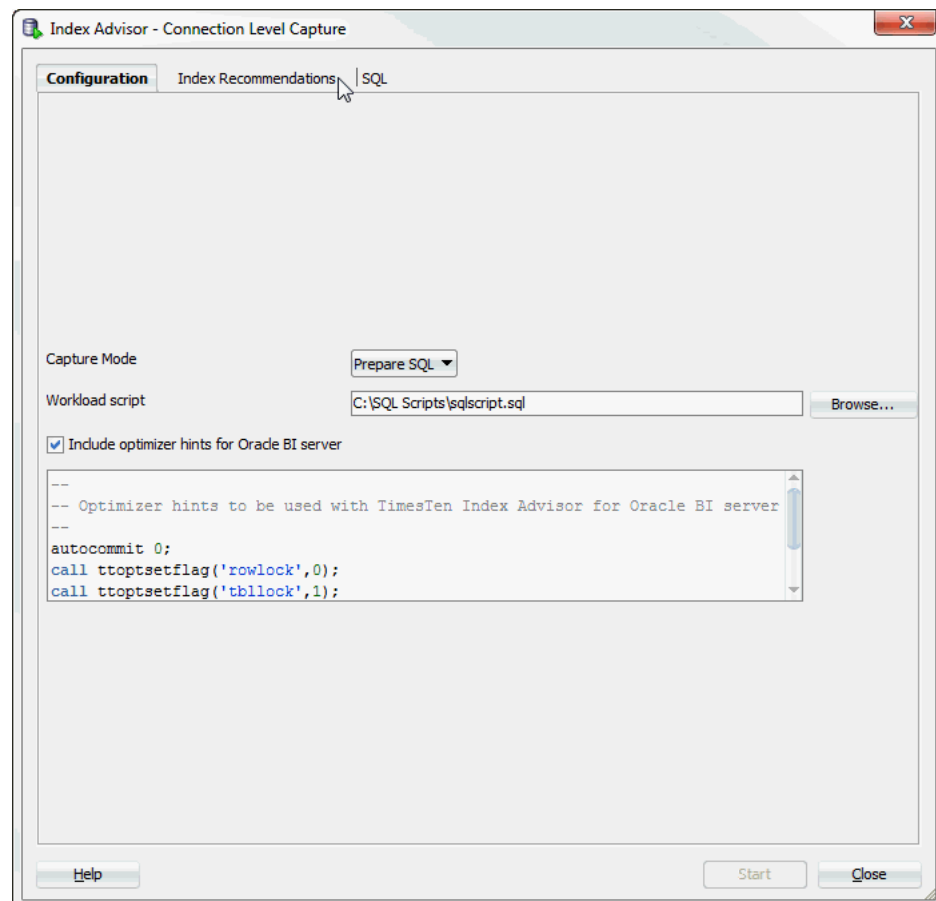 Index Advisor - Connection Level Capture
Configuration Index Recommendations SQL
Capture Mode Prepare SQL
Workload script C:\SQL Scripts\sqlscript.sql Browse...
Include optimizer hints for Oracle BI server
--
-- Optimizer hints to be used with TimesTen Index Advisor for Oracle BI server
--
autocommit 0;
call ttoptsetflag('rowlock',0);
call ttoptsetflag('tbllock',1);
Help Start Close